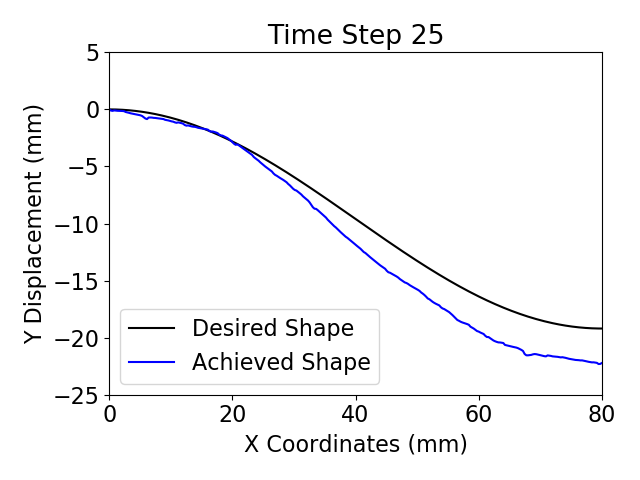 Time Step 25
Y Displacement (mm)
5
0
−5
−10
−15
−20
−25
Desired Shape
Achieved Shape
0 20 40 60 80
X Coordinates (mm)